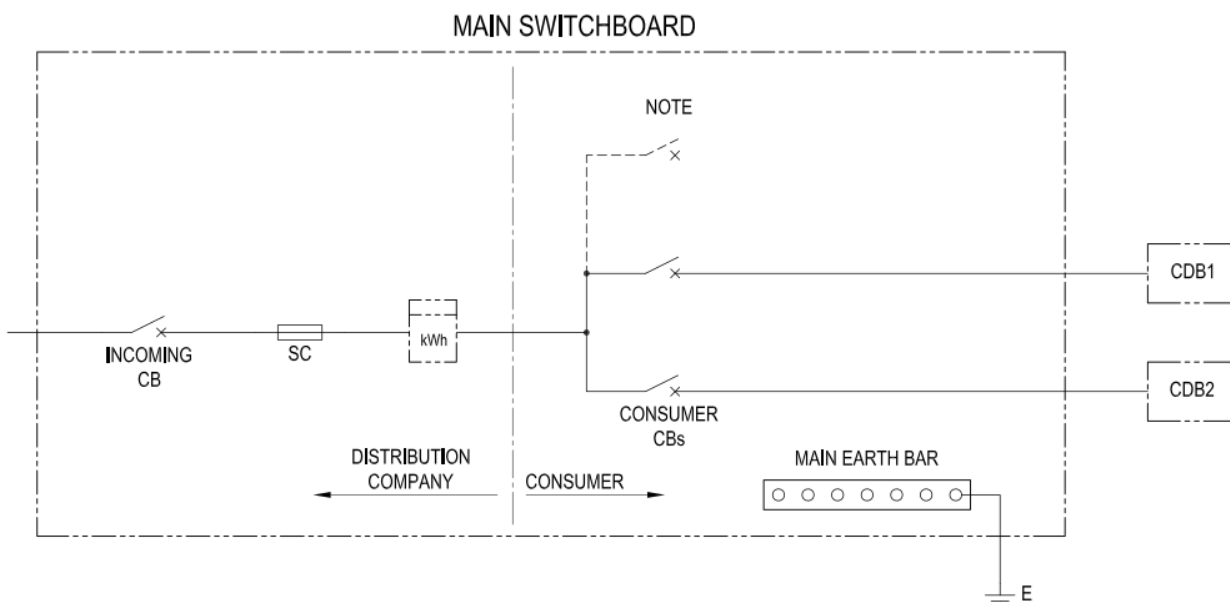 MAIN SWITCHBOARD
NOTE
CDB1
kWh
INCOMING
CB
SC
CDB2
CONSUMER
CBs
DISTRIBUTION
COMPANY
CONSUMER
MAIN EARTH BAR
E